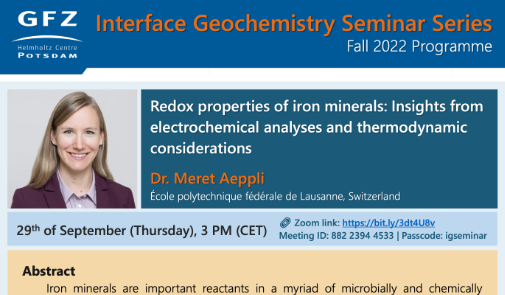 GFZ
Helmholtz Centre
POTSDAM
Interface Geochemistry Seminar Series
Fall 2022 Programme
Redox properties of iron minerals: Insights from
electrochemical analyses and thermodynamic
considerations
Dr. Meret Aeppli
École polytechnique fédérale de Lausanne, Switzerland
29th of September (Thursday), 3 PM (CET)
Zoom link: https://bit.ly/3dt4U8v
Meeting ID: 882 2394 4533 | Passcode: igseminar
Abstract
Iron minerals are important reactants in a myriad of microbially and chemically